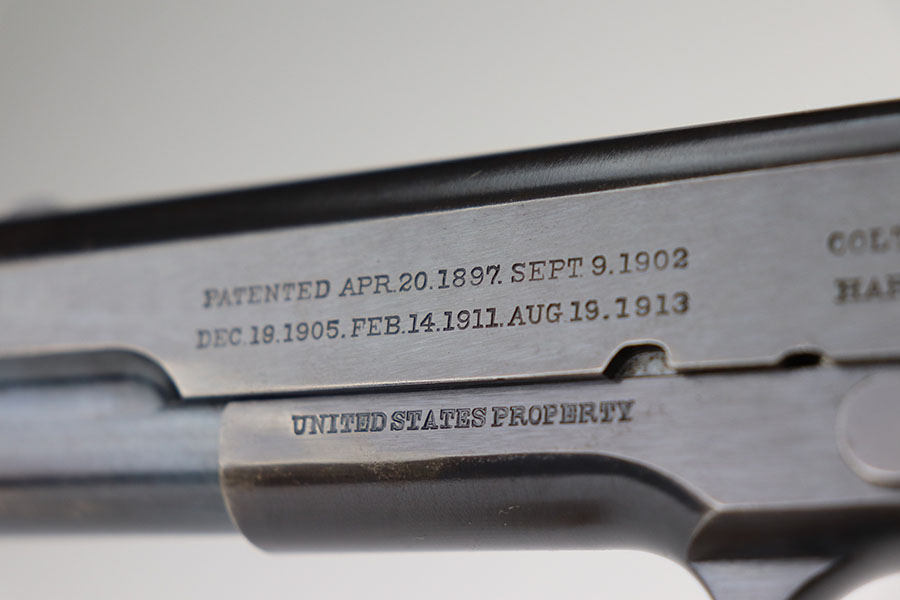 PATENTED APR.20.1897. SEPT 9.1902
DEC.19.1905. FEB.14.1911. AUG 19.1913
COLT
UNITED STATES PROPERTY